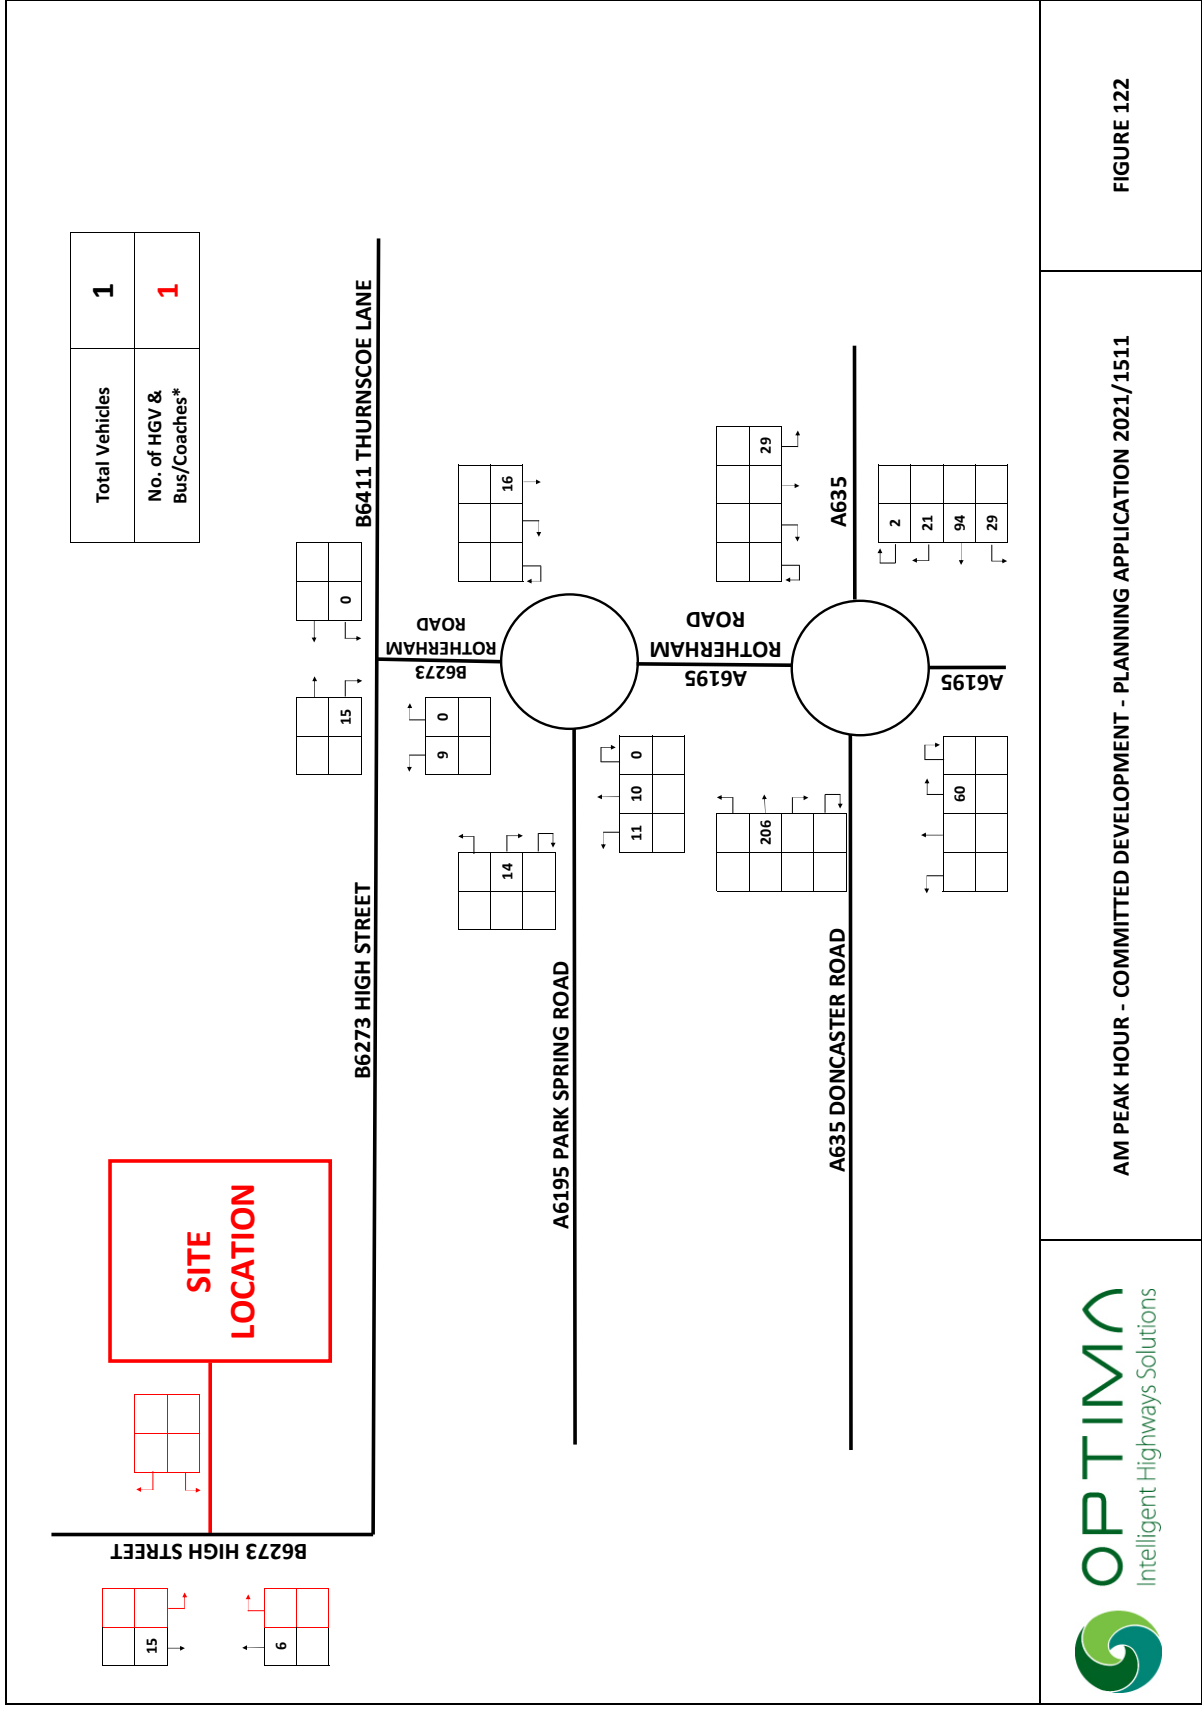 Total Vehicles 1
No. of HGV &
Bus/Coaches*
1
SITE
LOCATION
B6273 HIGH STREET
15
9
B6273 HIGH STREET
B6411 THURNSCOE LANE
15
0
B6273
ROTHERHAM
ROAD
9 0
14
16
A6195 PARK SPRING ROAD
11 10 0
A6195
ROTHERHAM
ROAD
206
29
A635 DONCASTER ROAD
A635
2
21
94
29
A6195
60
OPTIMA
Intelligent Highways Solutions
AM PEAK HOUR - COMMITTED DEVELOPMENT - PLANNING APPLICATION 2021/1511
FIGURE 122